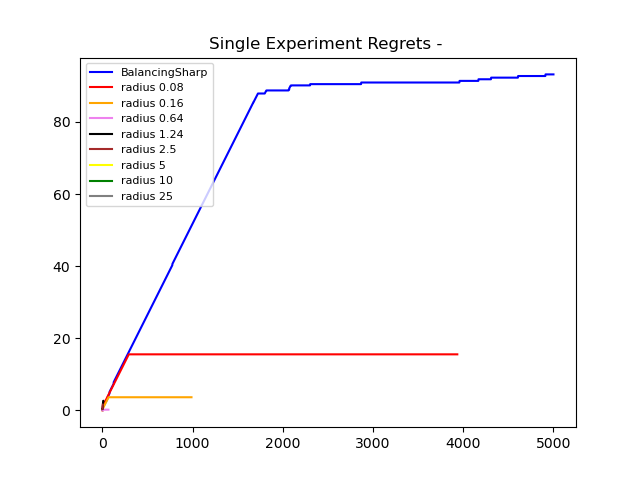 Single Experiment Regrets -
BalancingSharp
radius 0.08
radius 0.16
radius 0.64
radius 1.24
radius 2.5
radius 5
radius 10
radius 25
80
60
40
20
0
0 1000 2000 3000 4000 5000